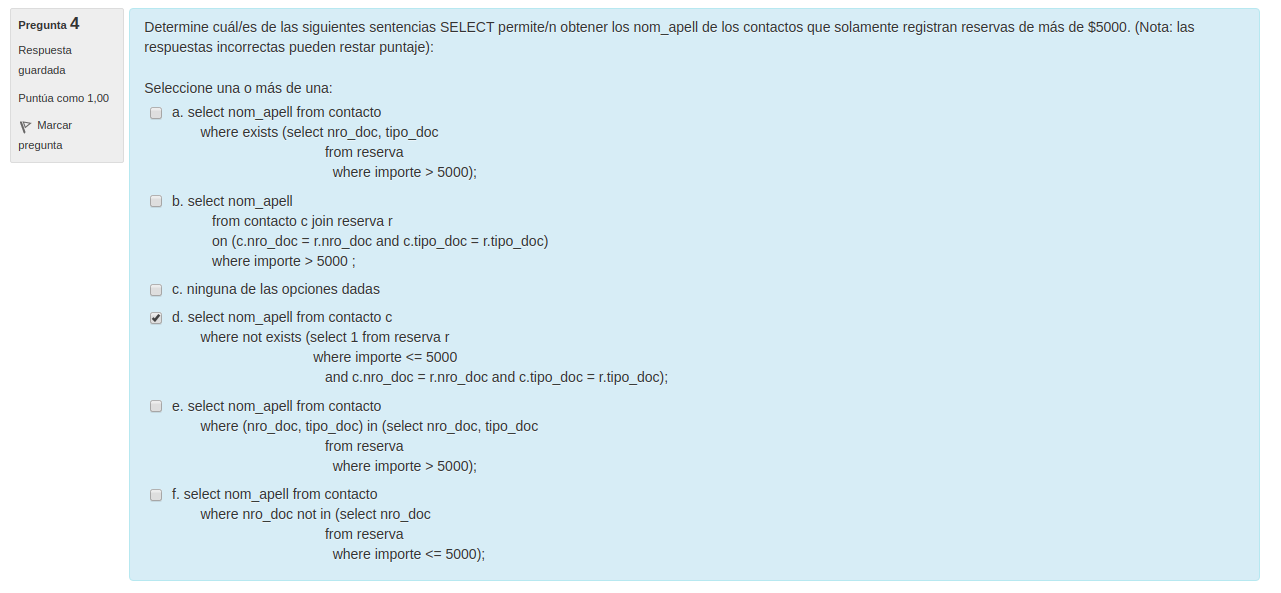 Pregunta 4
Respuesta
guardada
Puntúa como 1,00
Marcar
pregunta
Determine cuál/es de las siguientes sentencias SELECT permite/n obtener los nom_apell de los contactos que solamente registran reservas de más de $5000. (Nota: las
respuestas incorrectas pueden restar puntaje):
Seleccione una o más de una:
a. select nom_apell from contacto
where exists (select nro_doc, tipo_doc
from reserva
where importe > 5000);
b. select nom_apell
from contacto c join reserva r
on (c.nro_doc = r.nro_doc and c.tipo_doc = r.tipo_doc)
where importe > 5000 ;
c. ninguna de las opciones dadas
d. select nom_apell from contacto c
where not exists (select 1 from reserva r
where importe <= 5000
and c.nro_doc = r.nro_doc and c.tipo_doc = r.tipo_doc);
e. select nom_apell from contacto
where (nro_doc, tipo_doc) in (select nro_doc, tipo_doc
from reserva
where importe > 5000);
f. select nom_apell from contacto
where nro_doc not in (select nro_doc
from reserva
where importe <= 5000);